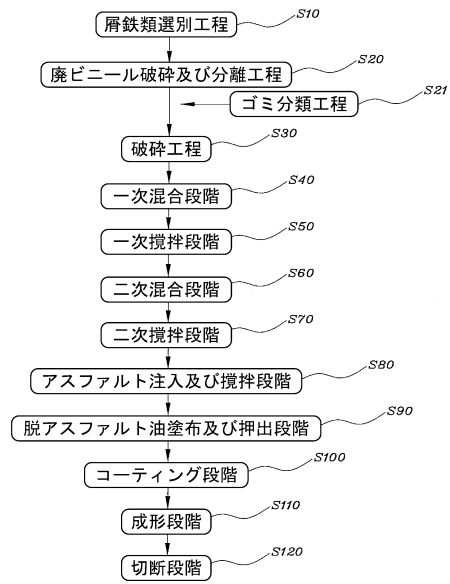 屑鉄類選別工程
S10
廃ビニール破砕及び分離工程
S20
ゴミ分類工程
S21
破砕工程
S30
一次混合段階
S40
一次撹拌段階
S50
二次混合段階
S60
二次撹拌段階
S70
アスファルト注入及び撹拌段階
S80
脱アスファルト油塗布及び押出段階
S90
コーティング段階
S100
成形段階
S110
切断段階
S120